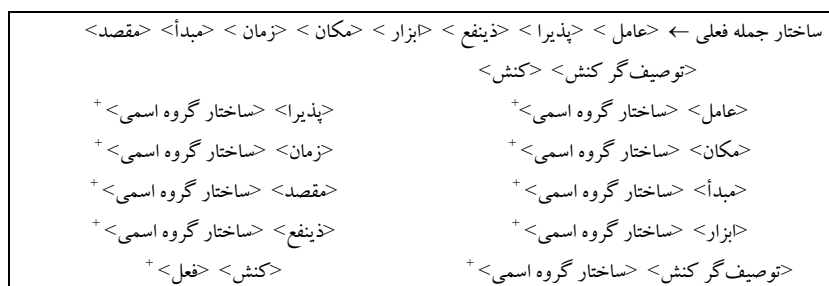 ساختار جمله فعلی ← <عامل> <پذیرا> <ذینفع> <ابزار> <مکان> <زمان> <مبدأ> <مقصد>
<توصیف‌گر کنش> <کنش>
<عامل> <ساختار گروه اسمی>+ <پذیرا> <ساختار گروه اسمی>+
<مکان> <ساختار گروه اسمی>+ <زمان> <ساختار گروه اسمی>+
<مبدأ> <ساختار گروه اسمی>+ <مقصد> <ساختار گروه اسمی>+
<ابزار> <ساختار گروه اسمی>+ <ذینفع> <ساختار گروه اسمی>+
<توصیف‌گر کنش> <ساختار گروه اسمی>+ <کنش> <فعل>+